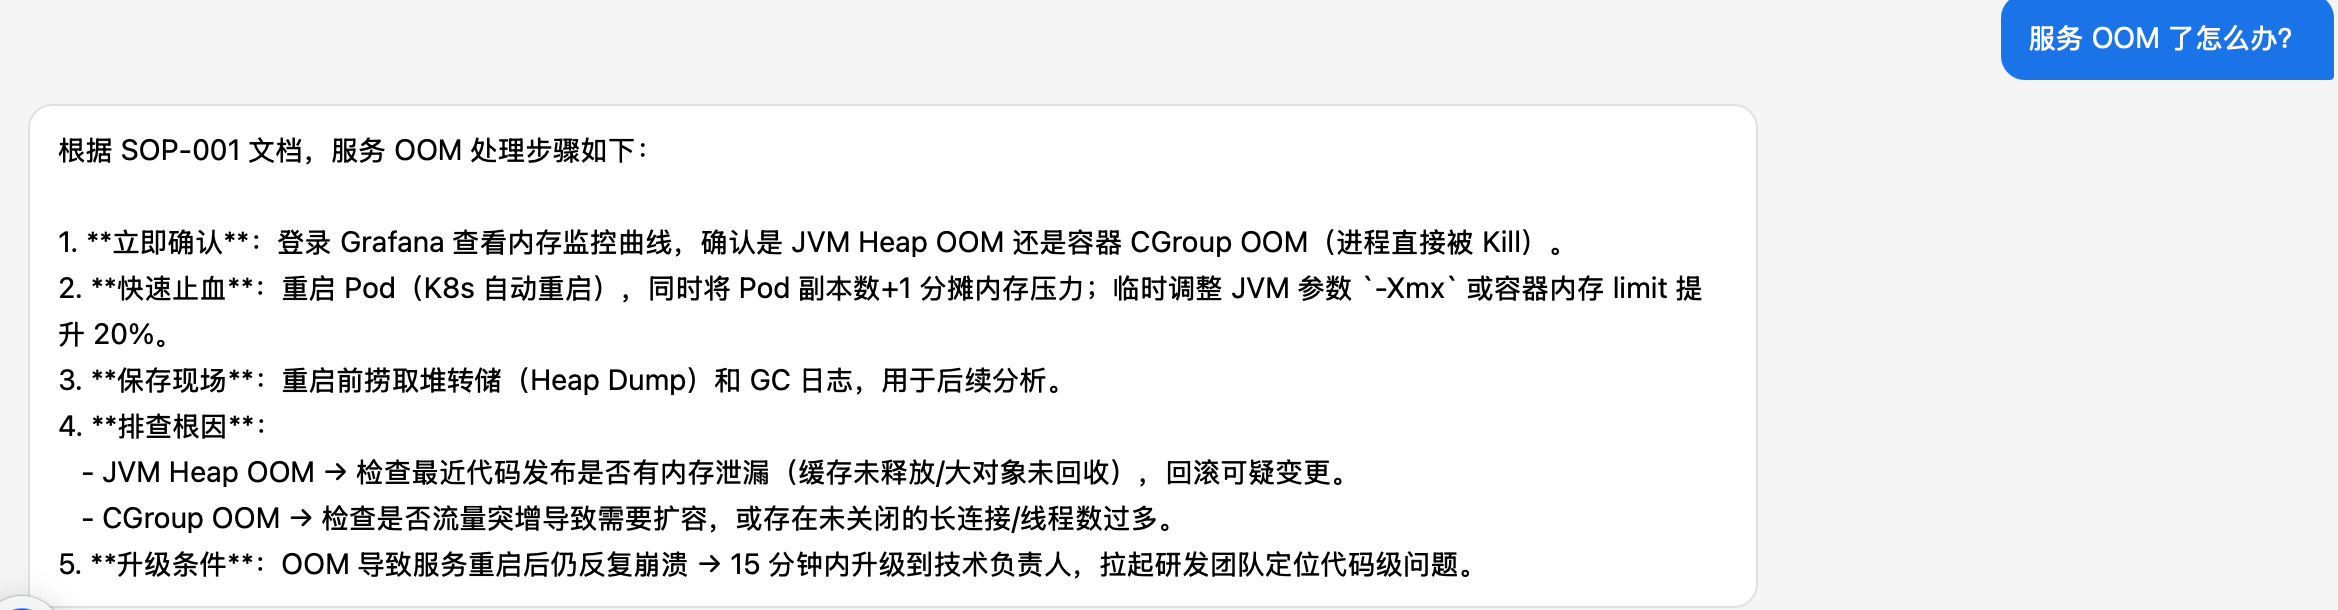 服务 OOM 了怎么办?
根据 SOP-001 文档，服务 OOM 处理步骤如下：
1. **立即确认**：登录 Grafana 查看内存监控曲线，确认是 JVM Heap OOM 还是容器 CGroup OOM（进程直接被 Kill）。
2. **快速止血**：重启 Pod（K8s 自动重启），同时将 Pod 副本数+1 分摊内存压力；临时调整 JVM 参数 `-Xmx` 或容器内存 limit 提
升 20%。
3. **保存现场**：重启前捞取堆转储（Heap Dump）和 GC 日志，用于后续分析。
4. **排查根因**：
- JVM Heap OOM → 检查最近代码发布是否有内存泄漏（缓存未释放/大对象未回收），回滚可疑变更。
- CGroup OOM → 检查是否流量突增导致需要扩容，或存在未关闭的长连接/线程数过多。
5. **升级条件**：OOM 导致服务重启后仍反复崩溃 → 15 分钟内升级到技术负责人，拉起研发团队定位代码级问题。